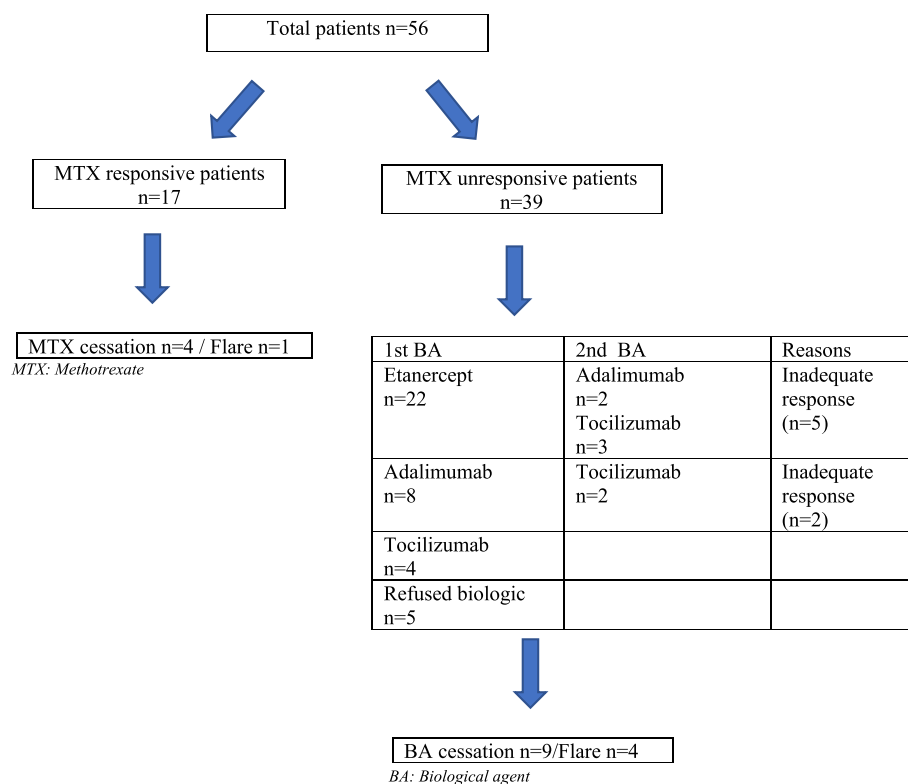 Total patients n=56
MTX responsive patients
n=17
MTX unresponsive patients
n=39
MTX cessation n=4 / Flare n=1
MTX: Methotrexate
1st BA
2nd BA
Reasons
Etanercept
n=22
Adalimumab
n=2
Tocilizumab
n=3
Inadequate
response
(n=5)
Adalimumab
n=8
Tocilizumab
n=2
Inadequate
response
(n=2)
Tocilizumab
n=4
Refused biologic
n=5
BA cessation n=9/Flare n=4
BA: Biological agent